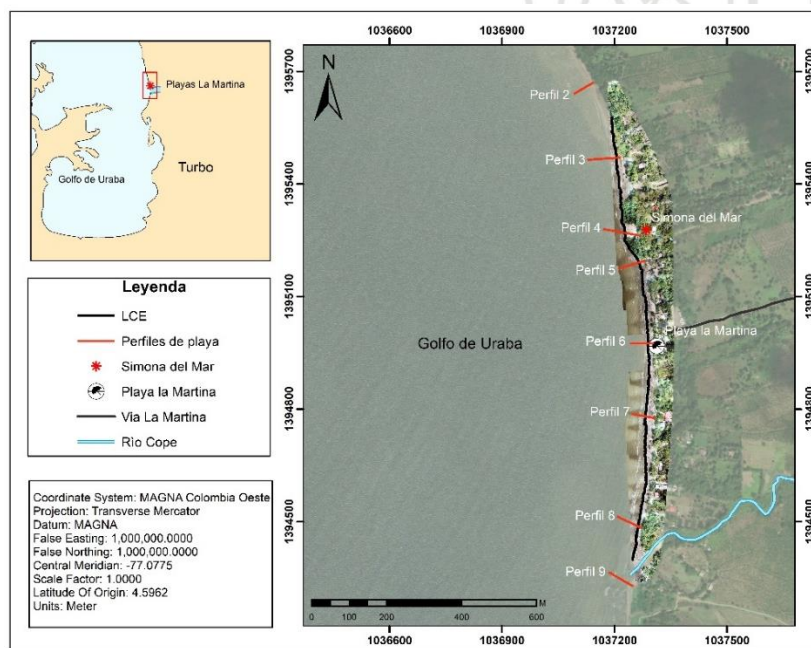 1036600 1036900 1037200 1037500
Playas La Martina
Turbo
Golfo de Uraba
Leyenda
LCE
Perfiles de playa
Simona del Mar
Playa la Martina
Via La Martina
Rìo Cope
Coordinate System: MAGNA Colombia Oeste
Projection: Transverse Mercator
Datum: MAGNA
False Easting: 1,000,000.0000
False Northing: 1,000,000.0000
Central Meridian: -77.0775
Scale Factor: 1.0000
Latitude Of Origin: 4.5962
Units: Meter
1395700
1395400
1395100
1394800
1394500
N
Perfil 2
Perfil 3
Simona del Mar
Perfil 4
Perfil 5
Playa la Martina
Perfil 6
Golfo de Uraba
Perfil 7
Perfil 8
Perfil 9
0 50 100 200 300 400 600
M
1395700
1395400
1395100
1394800
1394500
1036600 1036900 1037200 1037500